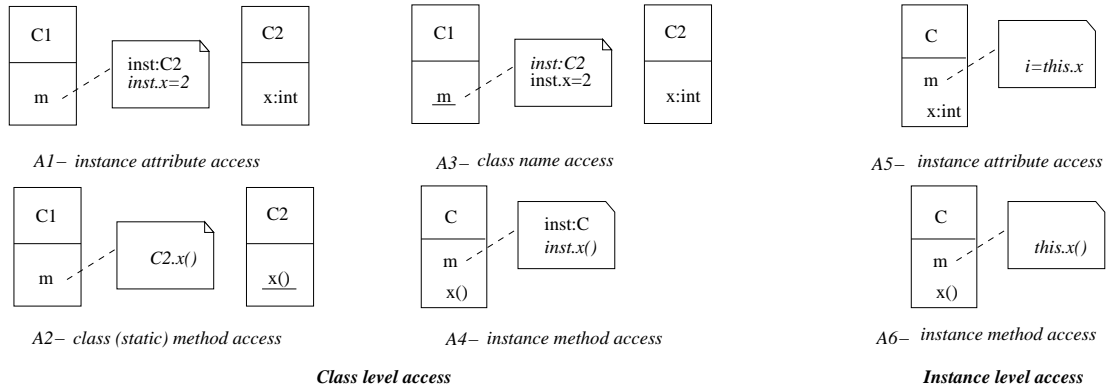 C1
inst:C2
inst.x=2
m
C2
x:int
A1– instance attribute access
C1
inst:C2
inst.x=2
m
C2
x:int
A3– class name access
C
i=this.x
m
x:int
A5– instance attribute access
C1
C2.x()
m
C2
x()
A2– class (static) method access
C
inst:C
inst.x()
m
x()
A4– instance method access
C
this.x()
m
x()
A6– instance method access
Class level access
Instance level access